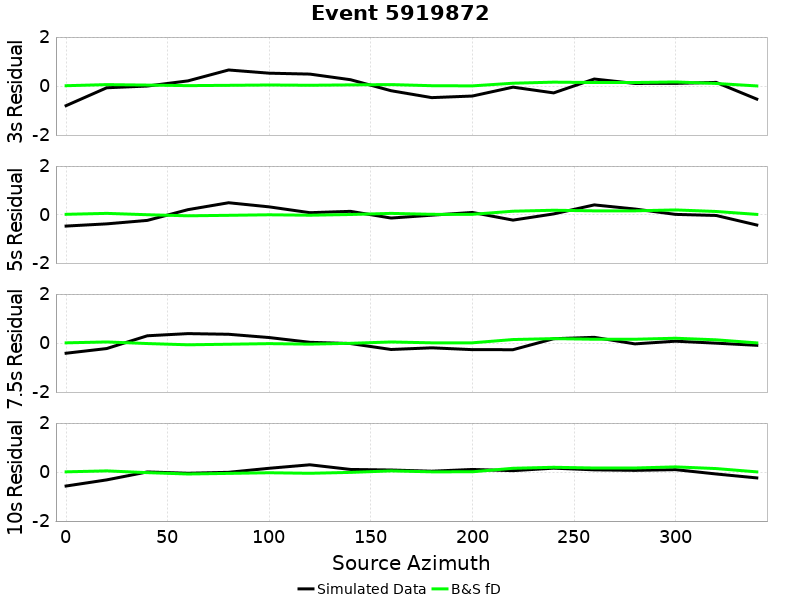 Event 5919872
3s Residual
2
0
-2
5s Residual
2
0
-2
7.5s Residual
2
0
-2
10s Residual
2
0
-2
0 50 100 150 200 250 300
Source Azimuth
Simulated Data B&S fD